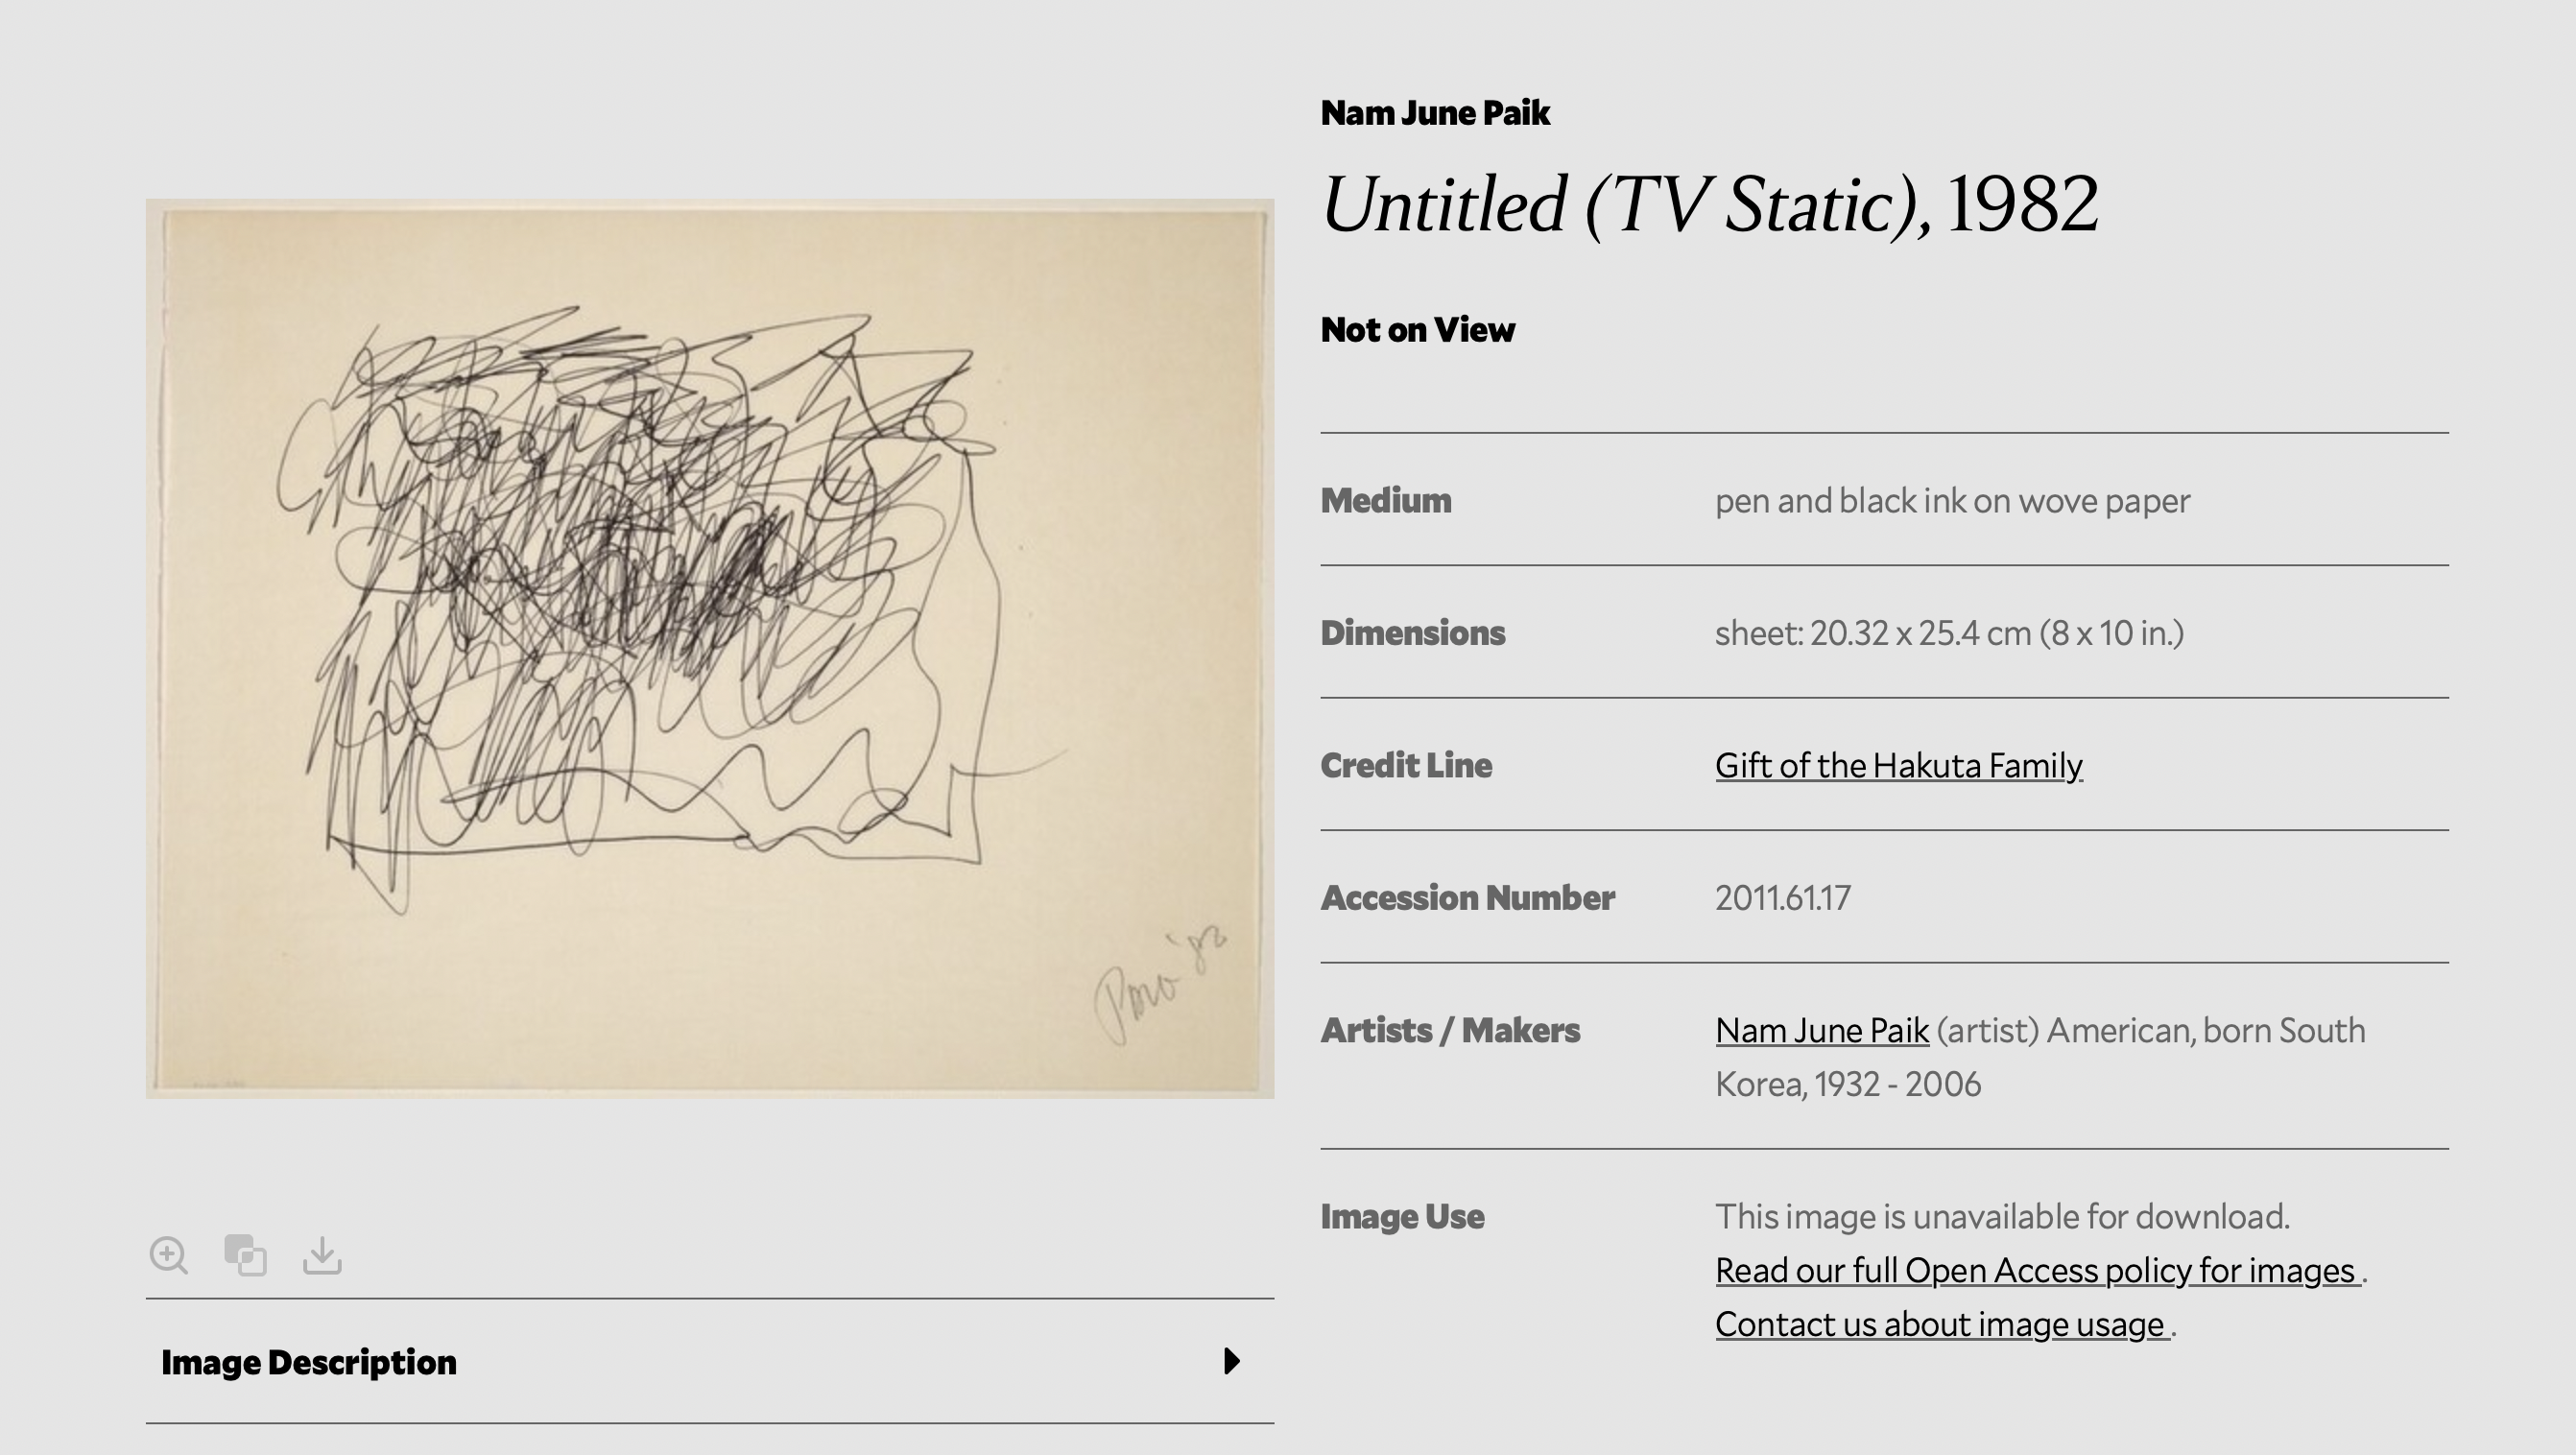 Nam June Paik
Untitled (TV Static), 1982
Not on View
Medium pen and black ink on wove paper
Dimensions sheet: 20.32 x 25.4 cm (8 x 10 in.)
Credit Line Gift of the Hakuta Family
Accession Number 2011.61.17
Artists / Makers Nam June Paik (artist) American, born South
Korea, 1932 - 2006
Image Use This image is unavailable for download.
Read our full Open Access policy for images .
Contact us about image usage .
'82
Image Description